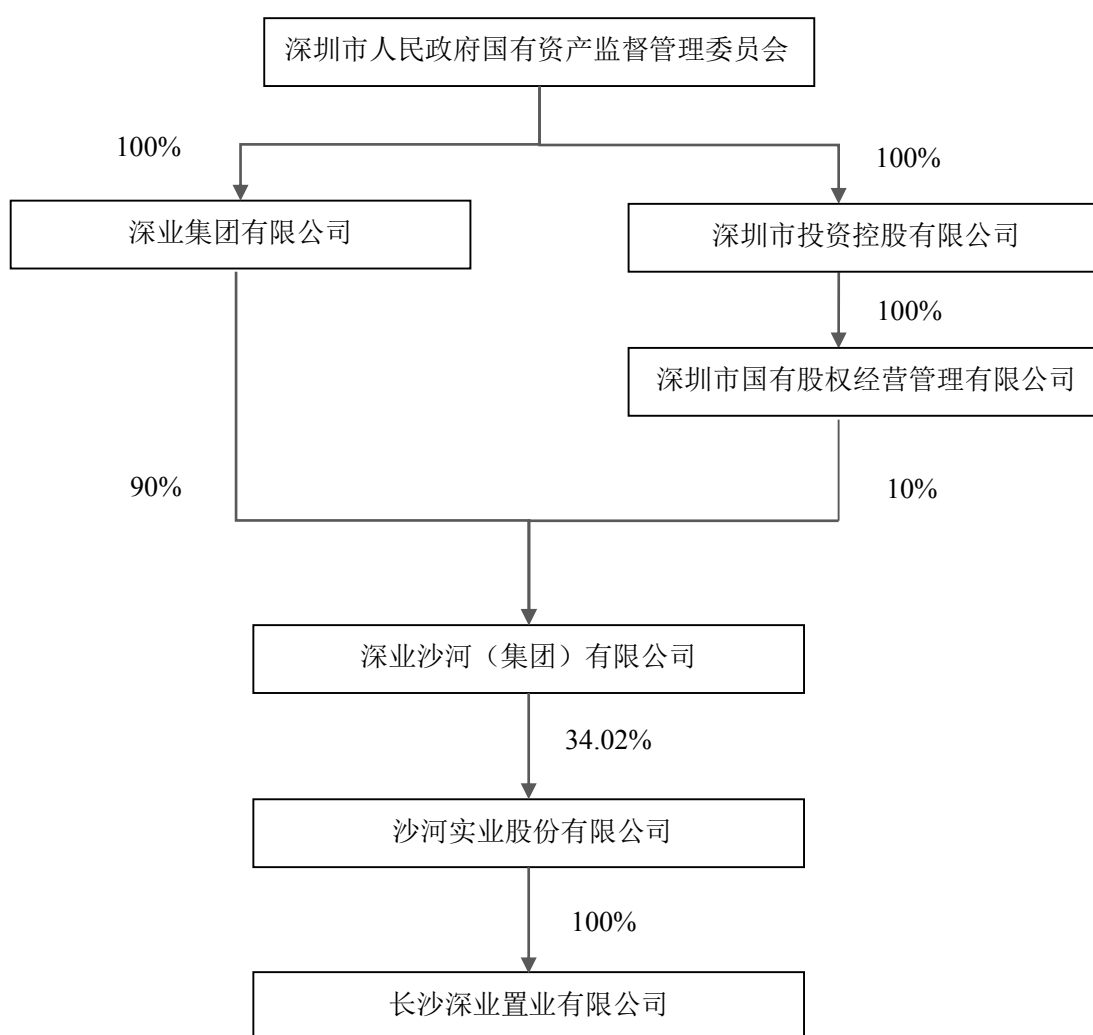 深圳市人民政府国有资产监督管理委员会
100%
100%
深业集团有限公司
深圳市投资控股有限公司
100%
深圳市国有股权经营管理有限公司
90%
10%
深业沙河（集团）有限公司
34.02%
沙河实业股份有限公司
100%
长沙深业置业有限公司